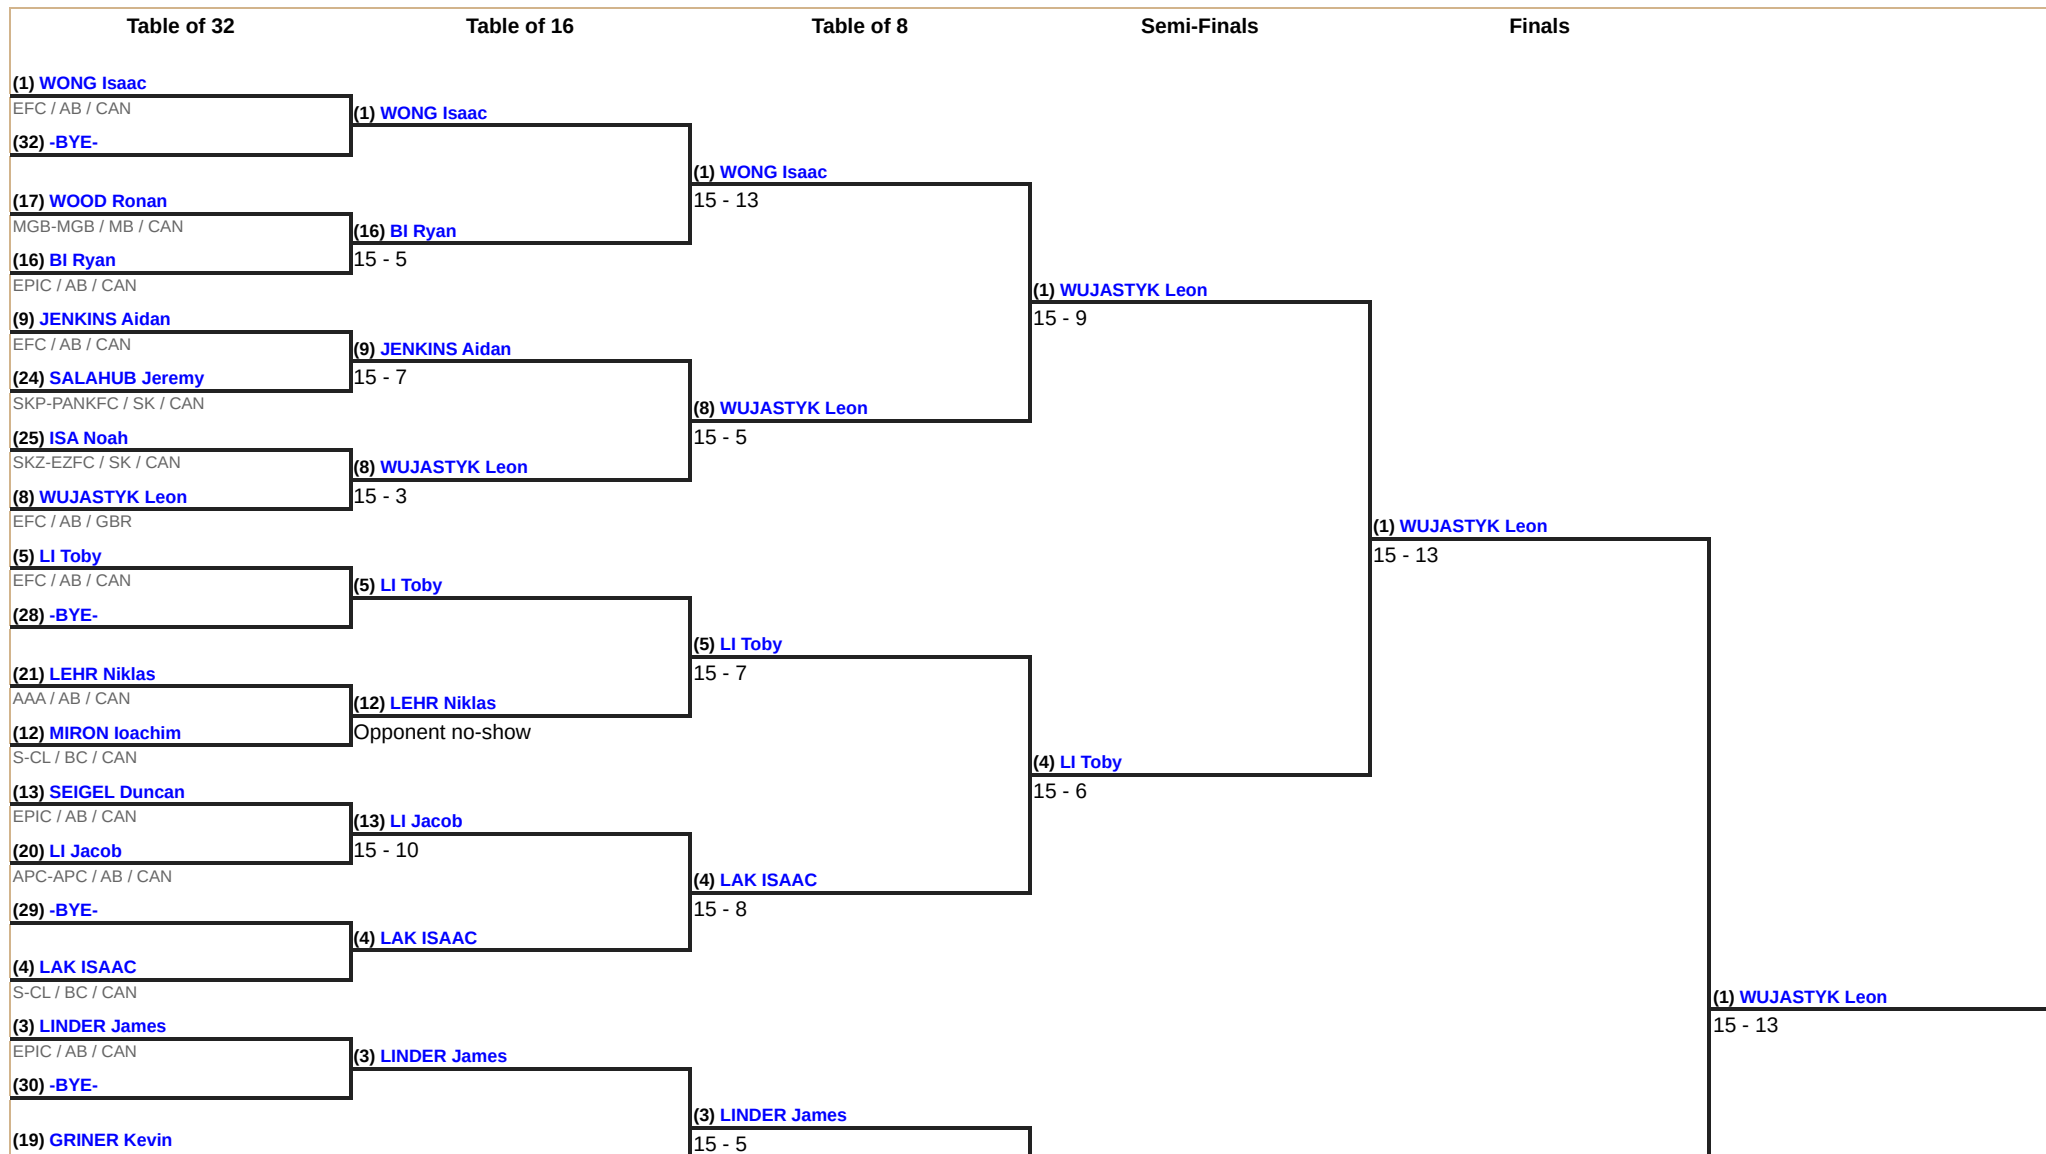 Table of 32
Table of 16
Table of 8
Semi-Finals
Finals
(1) WONG Isaac
EFC / AB / CAN
(32) -BYE-
(17) WOOD Ronan
MGB-MGB / MB / CAN
(16) BI Ryan
EPIC / AB / CAN
(9) JENKINS Aidan
EFC / AB / CAN
(24) SALAHUB Jeremy
SKP-PANKFC / SK / CAN
(25) ISA Noah
SKZ-EZFC / SK / CAN
(8) WUJASTYK Leon
EFC / AB / GBR
(5) LI Toby
EFC / AB / CAN
(28) -BYE-
(21) LEHR Niklas
AAA / AB / CAN
(12) MIRON Ioachim
S-CL / BC / CAN
(13) SEIGEL Duncan
EPIC / AB / CAN
(20) LI Jacob
APC-APC / AB / CAN
(29) -BYE-
(4) LAK ISAAC
S-CL / BC / CAN
(3) LINDER James
EPIC / AB / CAN
(30) -BYE-
(19) GRINER Kevin
(1) WONG Isaac
(16) BI Ryan
15 - 5
(9) JENKINS Aidan
15 - 7
(8) WUJASTYK Leon
15 - 3
(5) LI Toby
(12) LEHR Niklas
Opponent no-show
(13) LI Jacob
15 - 10
(4) LAK ISAAC
(3) LINDER James
(1) WONG Isaac
15 - 13
(8) WUJASTYK Leon
15 - 5
(5) LI Toby
15 - 7
(4) LAK ISAAC
15 - 8
(3) LINDER James
15 - 5
(1) WUJASTYK Leon
15 - 9
(4) LI Toby
15 - 6
(1) WUJASTYK Leon
15 - 13
(1) WUJASTYK Leon
15 - 13